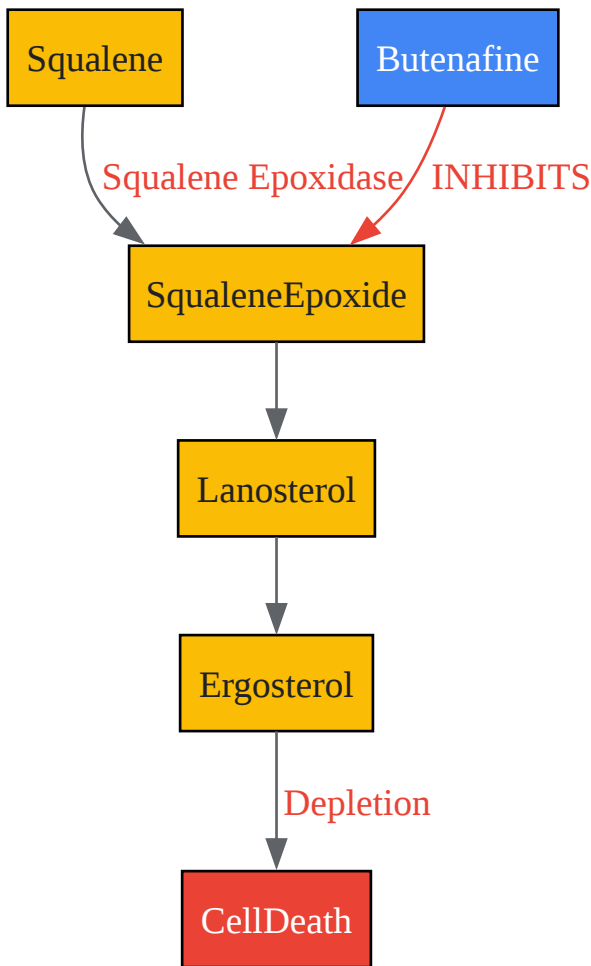 Squalene
Butenafine
Squalene Epoxidase
INHIBITS
SqualeneEpoxide
Lanosterol
Ergosterol
Depletion
CellDeath